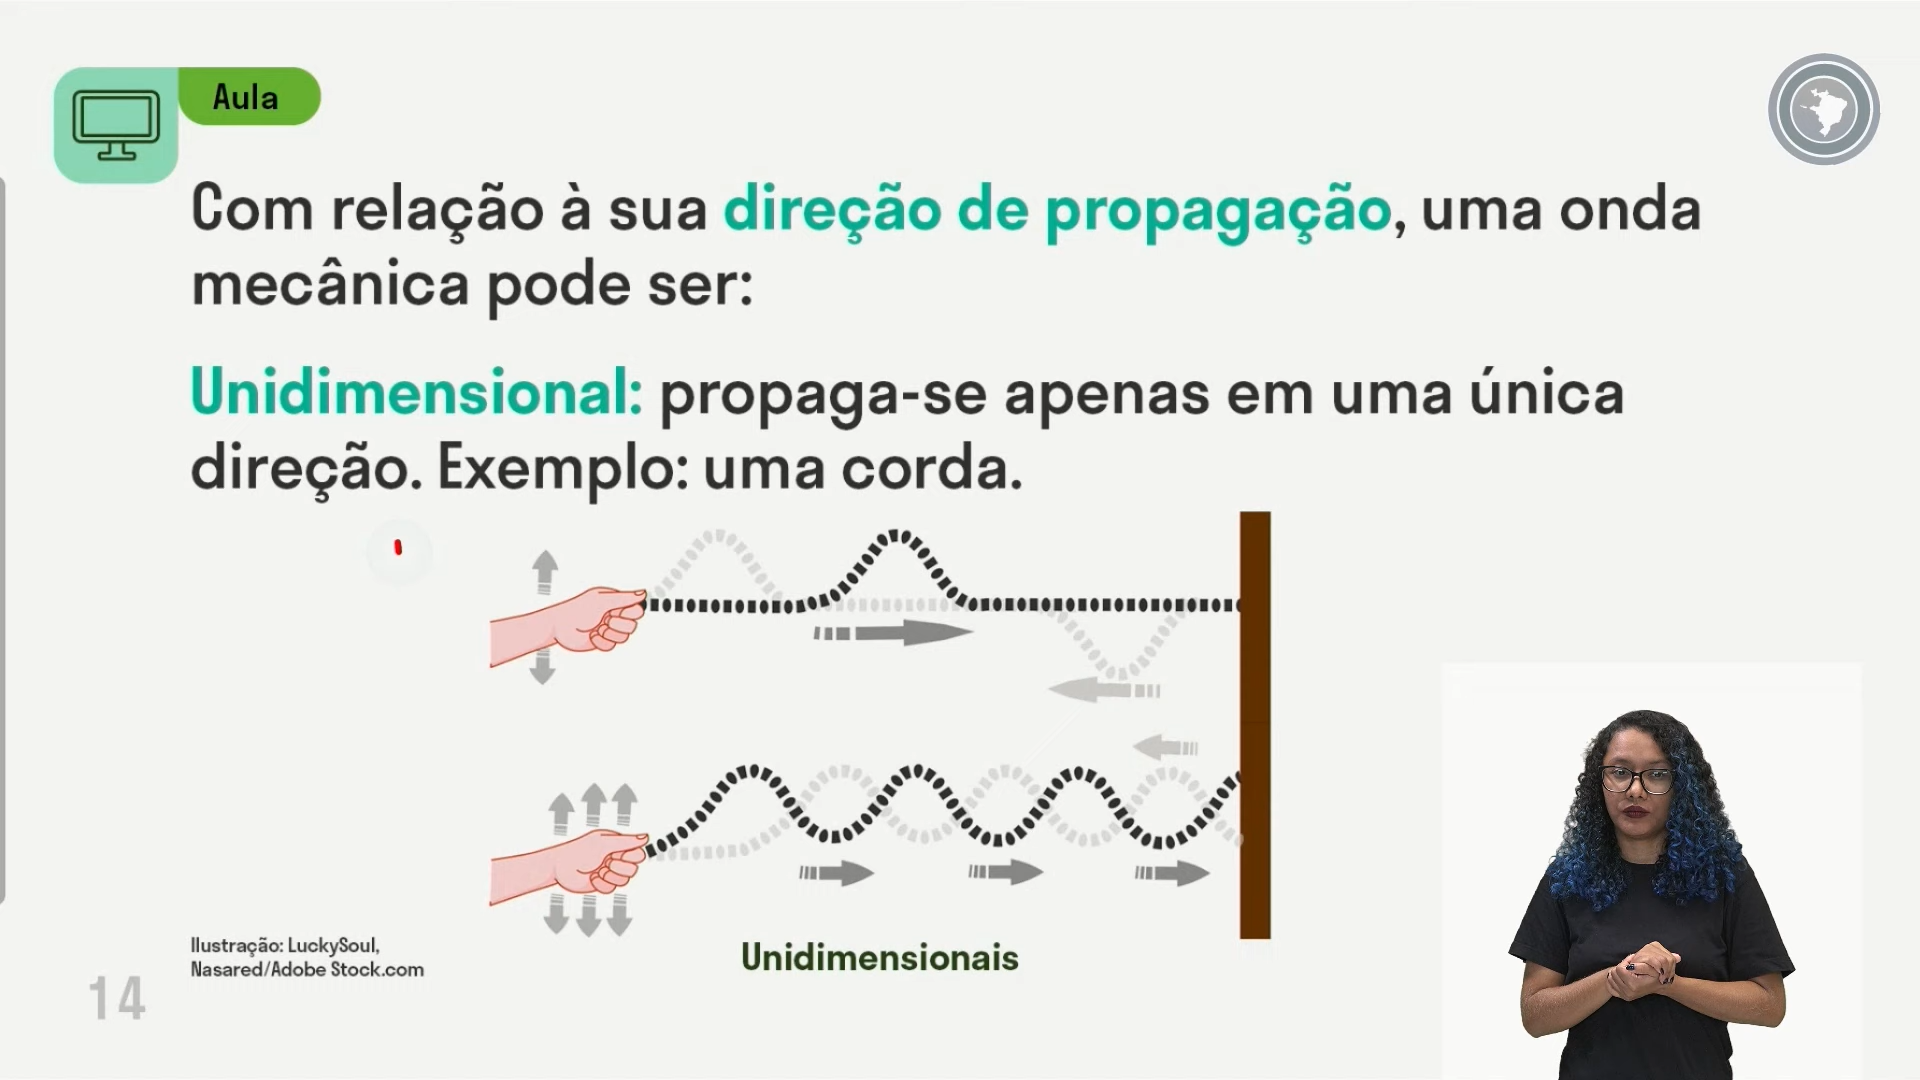 Aula
Com relação à sua direção de propagação, uma onda
mecânica pode ser:
Unidimensional: propaga-se apenas em uma única
direção. Exemplo: uma corda.
Ilustração: LuckySoul,
Nasared/Adobe Stock.com
Unidimensionais
14